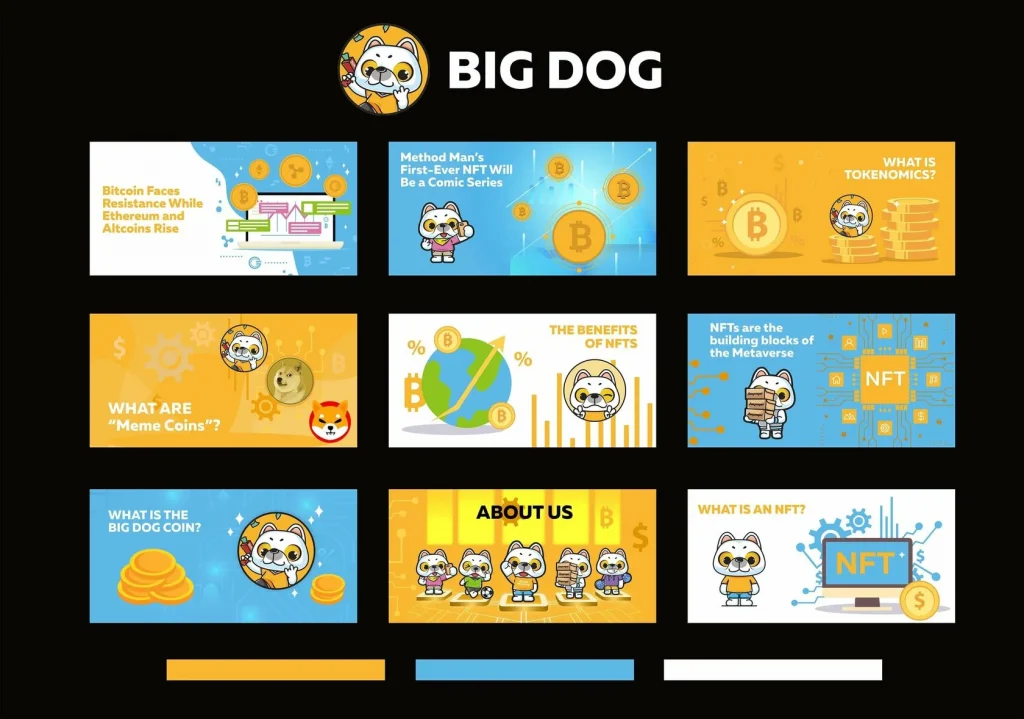 BIG DOG
Bitcoin Faces
Resistance While
Ethereum and
Altcoins Rise
Method Man's
First-Ever NFT Will
Be a Comic Series
WHAT IS
TOKENOMICS?
WHAT ARE
“Meme Coins”?
THE BENEFITS
OF NFTS
%
%
NFTs are the
building blocks of
the Metaverse
NFT
WHAT IS THE
BIG DOG COIN?
ABOUT US
WHAT IS AN NFT?
NFT